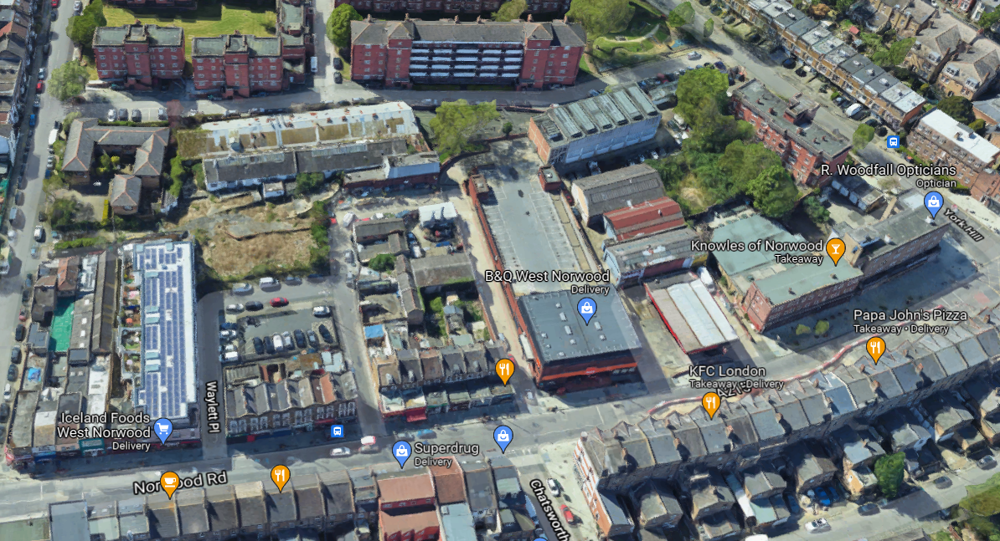 R. Woodfall Opticians
Optician
York Hill
Knowles of Norwood
Takeaway
B&Q West Norwood
Delivery
Papa John's Pizza
Takeaway • Delivery
KFC London
Takeaway • Delivery
Iceland Foods
West Norwood
Delivery
Waylett Pl
Superdrug
Delivery
Norwood Rd
Chatsworth